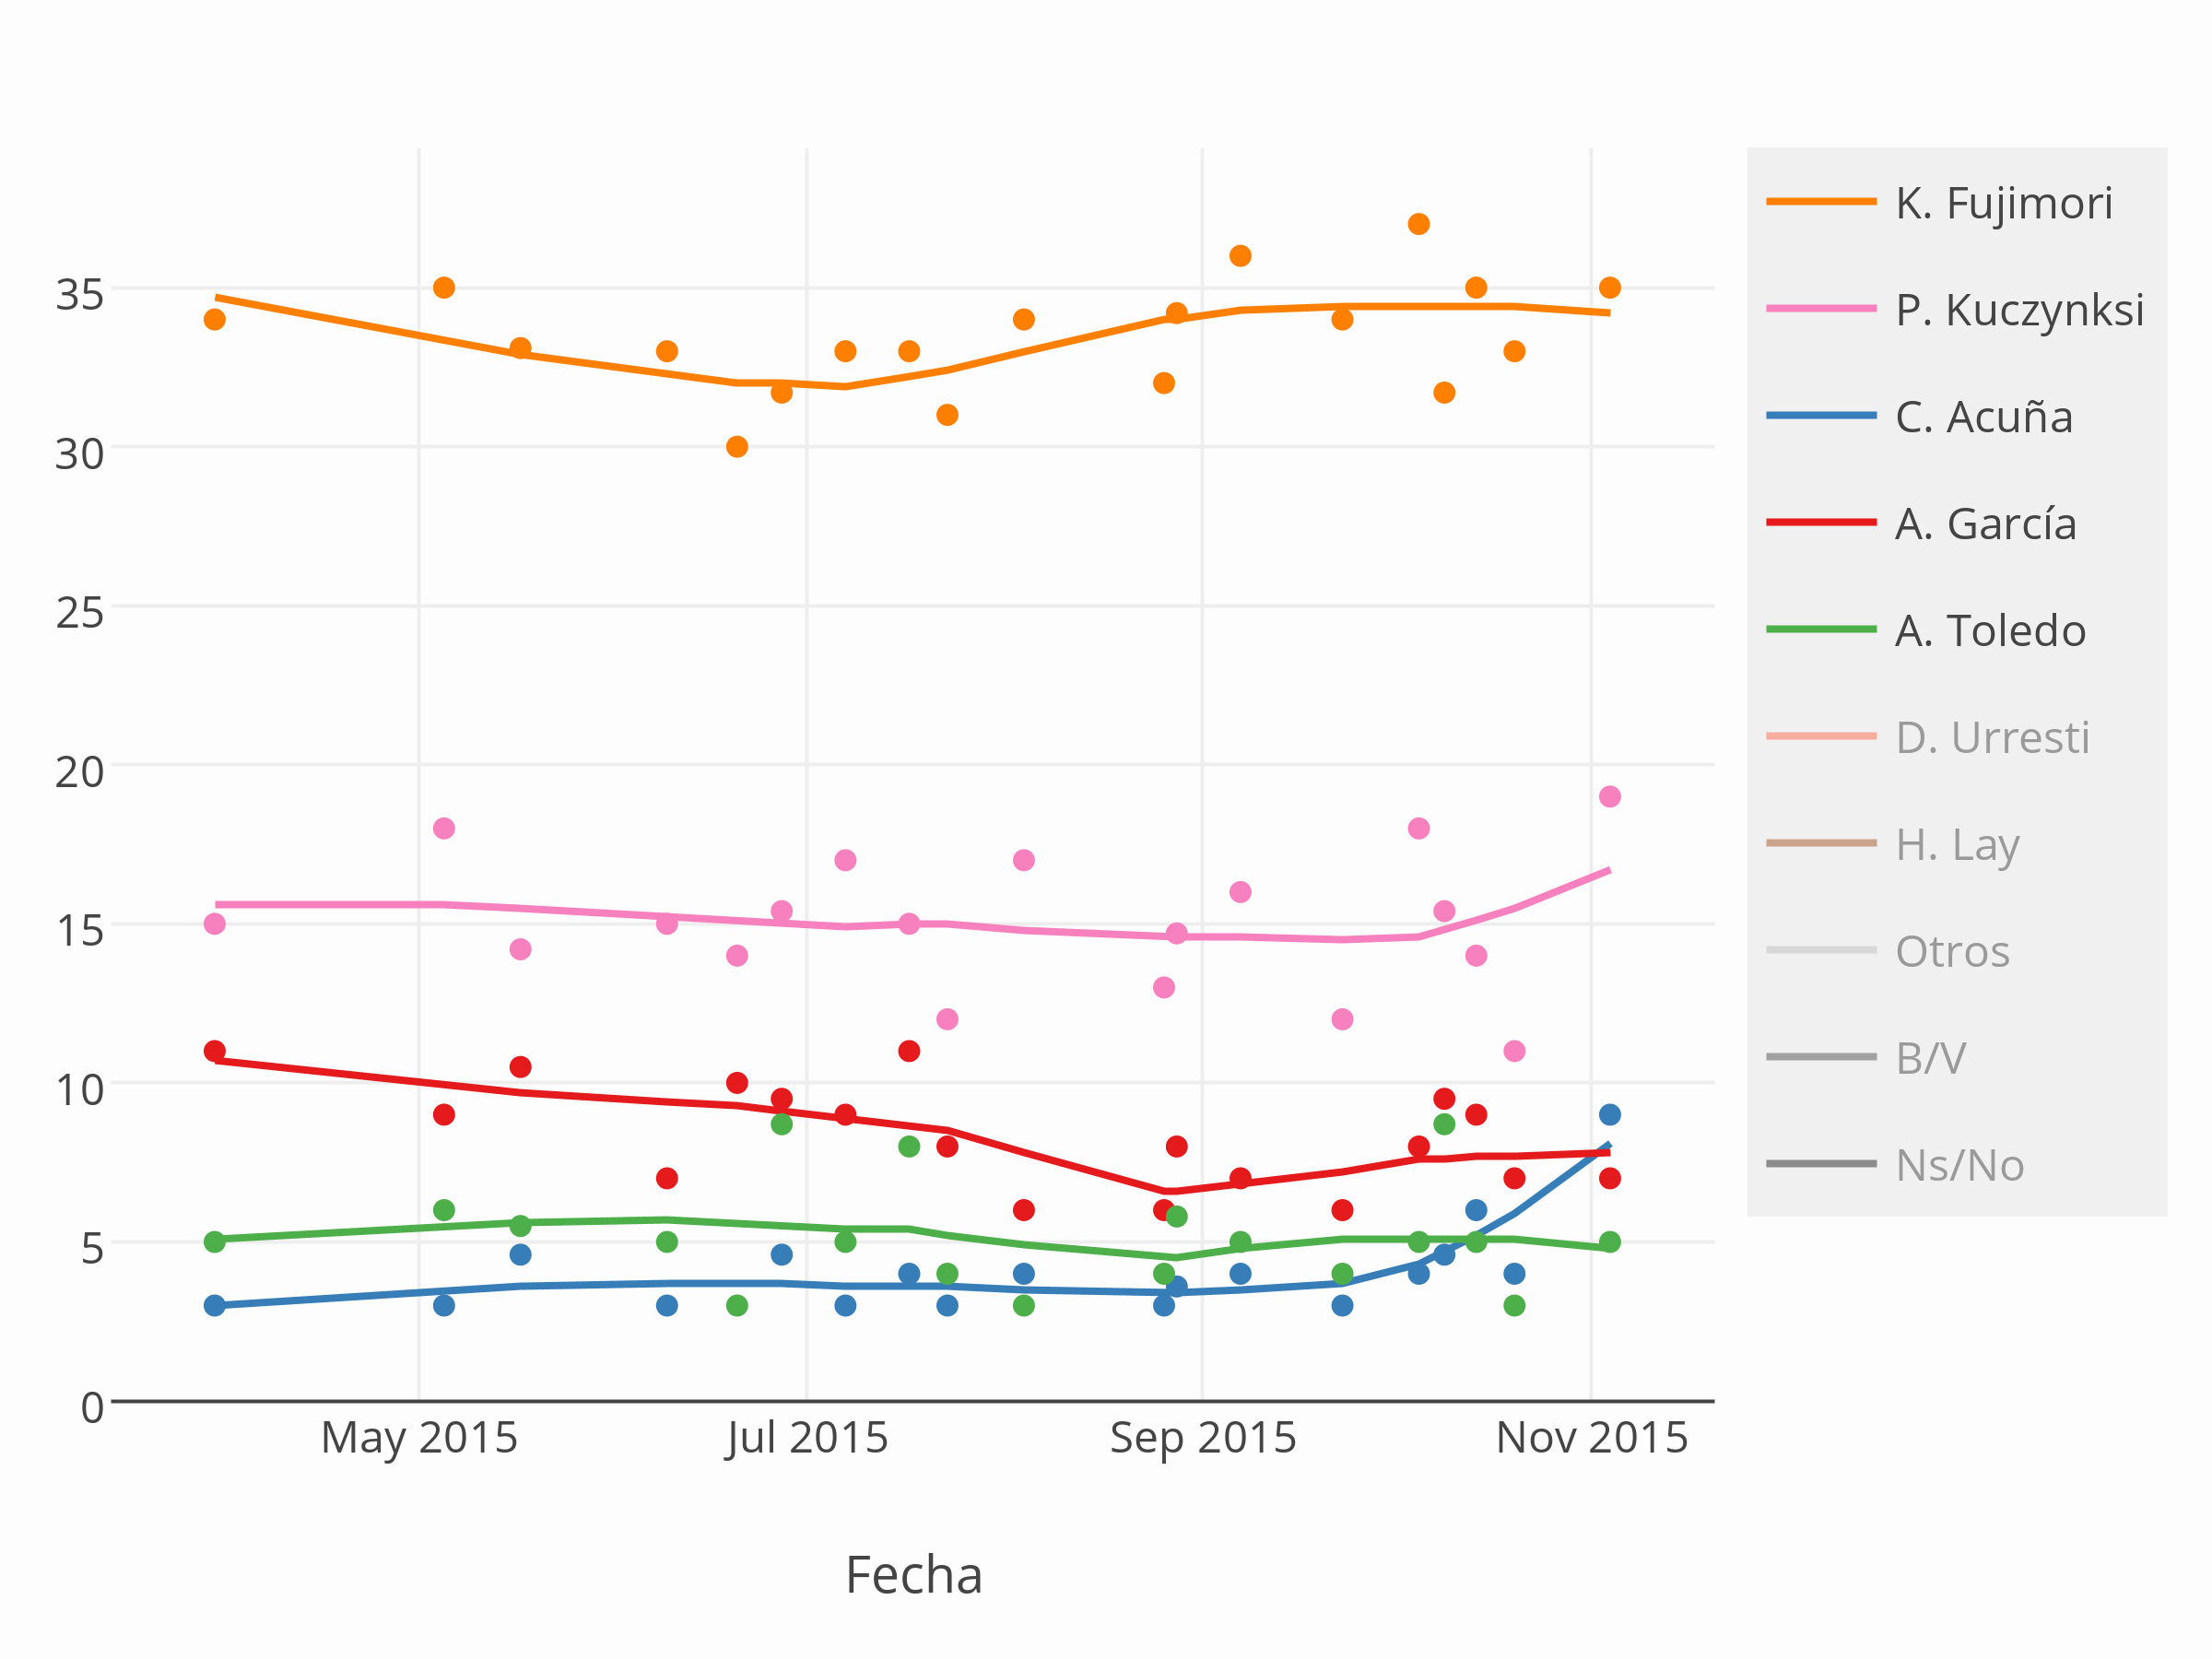 35
30
25
20
15
10
5
0
May 2015
Jul 2015
Sep 2015
Nov 2015
Fecha
K. Fujimori
P. Kuczynksi
C. Acuña
A. García
A. Toledo
D. Urresti
H. Lay
Otros
B/V
Ns/No